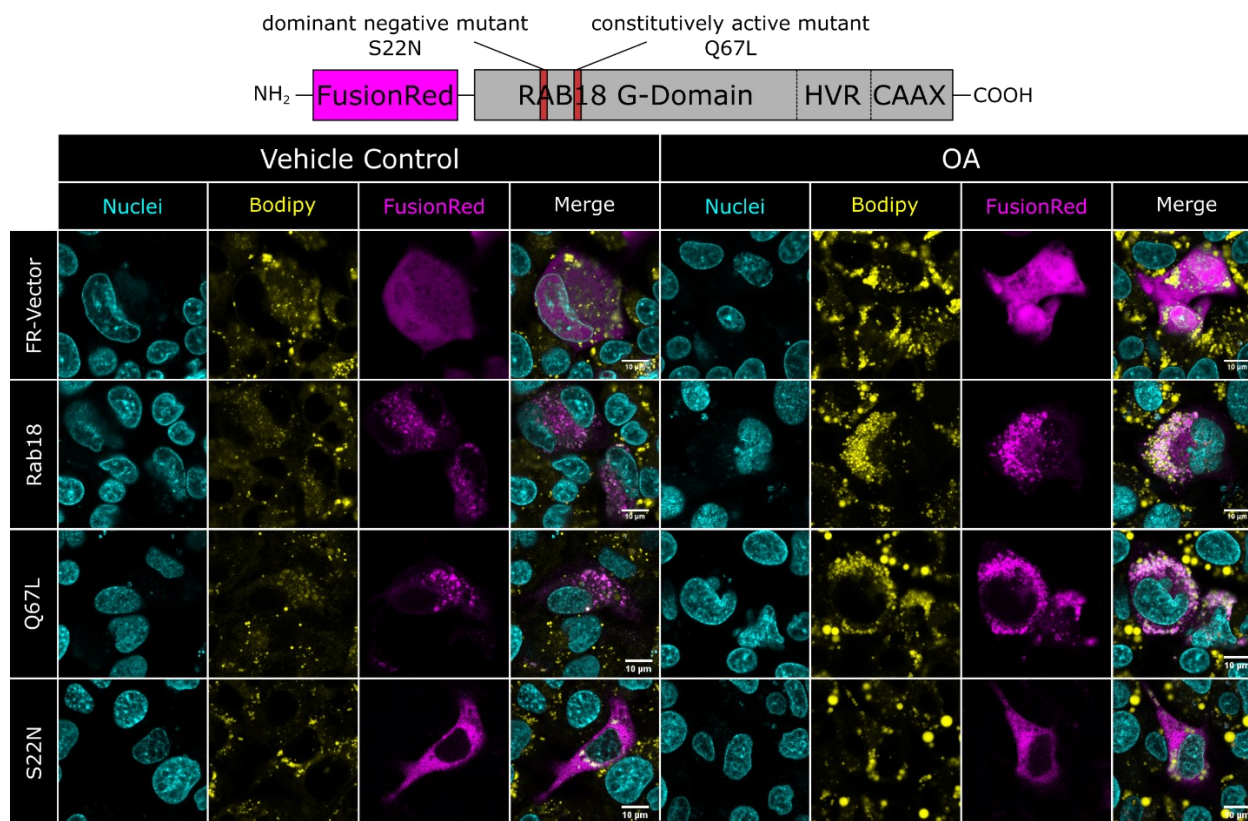 dominant negative mutant
S22N
constitutively active mutant
Q67L
NH₂
FusionRed
RAB18 G-Domain
HVR
CAAX
COOH
Vehicle Control
OA
Nuclei
Bodipy
FusionRed
Merge
Nuclei
Bodipy
FusionRed
Merge
FR-Vector
10 µm
10 µm
Rab18
10 µm
10 µm
Q67L
10 µm
10 µm
S22N
10 µm
10 µm